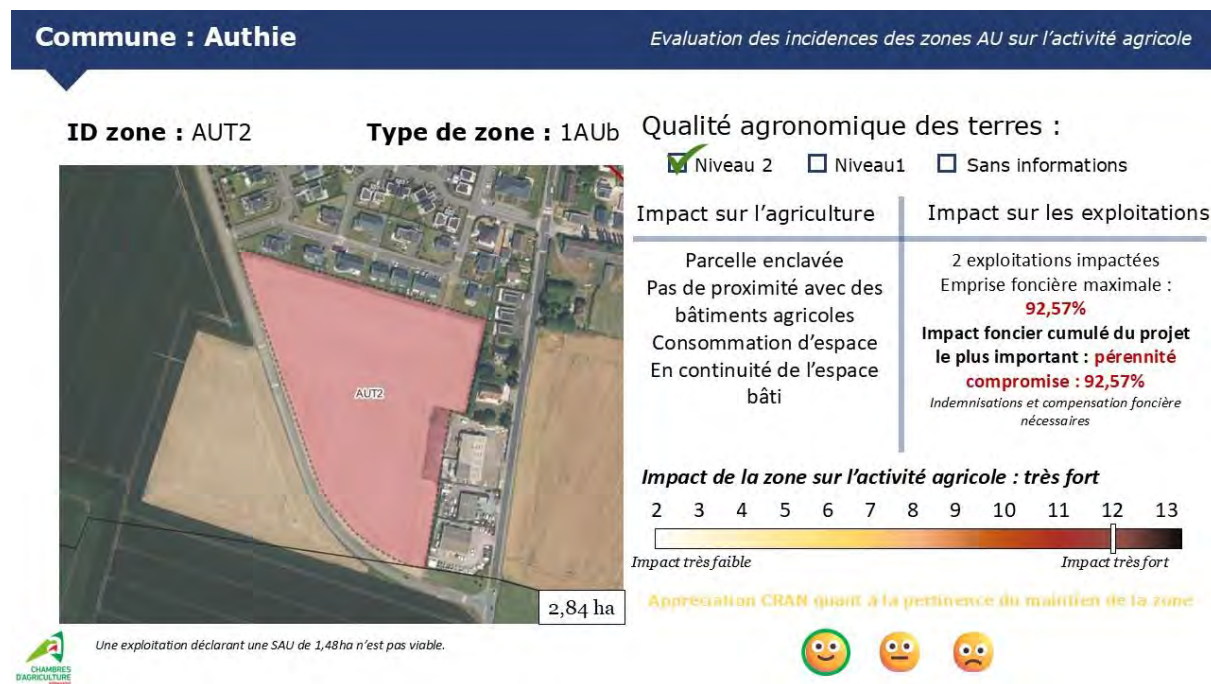 Commune : Authie
Evaluation des incidences des zones AU sur l'activité agricole
ID zone : AUT2
Type de zone : 1AUb
AUT2
2,84 ha
Une exploitation déclarant une SAU de 1,48ha n'est pas viable.
CHAMBRES
D'AGRICULTURE
Qualité agronomique des terres :
Niveau 2
Niveau1
Sans informations
Impact sur l'agriculture
Parcelle enclavée
Pas de proximité avec des
bâtiments agricoles
Consommation d'espace
En continuité de l'espace
bâti
Impact sur les exploitations
2 exploitations impactées
Emprise foncière maximale :
92,57%
Impact foncier cumulé du projet
le plus important : pérennité
compromise : 92,57%
Indemnisations et compensation foncière
nécessaires
Impact de la zone sur l'activité agricole : très fort
2 3 4 5 6 7 8 9 10 11 12 13
Impact très faible
Impact très fort
Appréciation CRAN quant à la pertinence du maintien de la zone